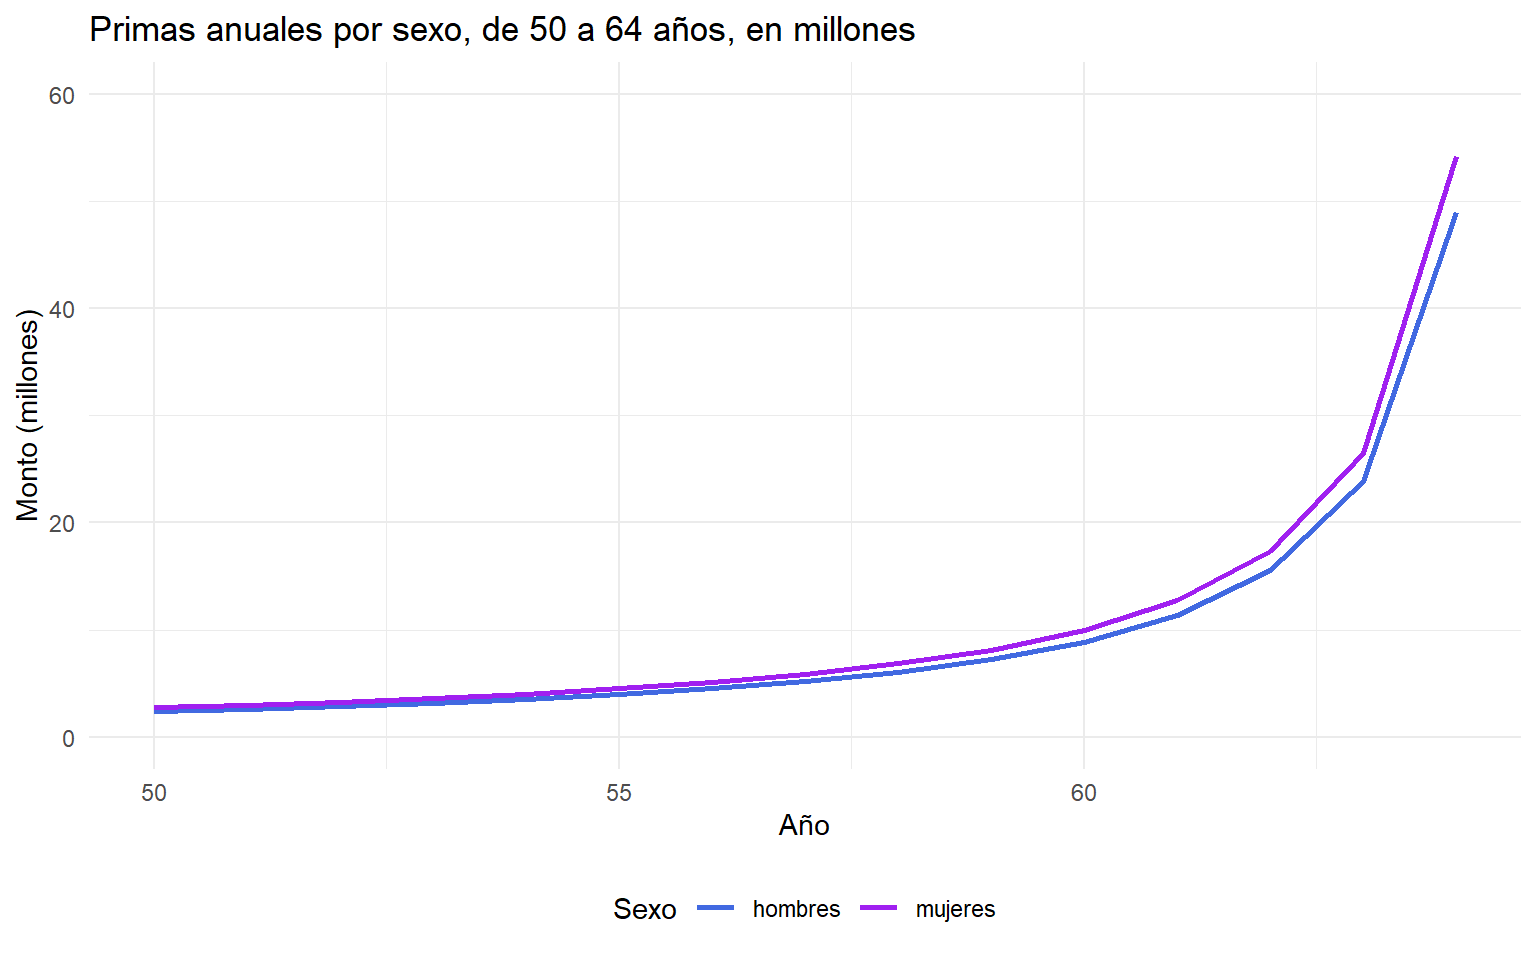 Primas anuales por sexo, de 50 a 64 años, en millones
Monto (millones)
60
40
20
0
50 55 60
Año
Sexo hombres mujeres